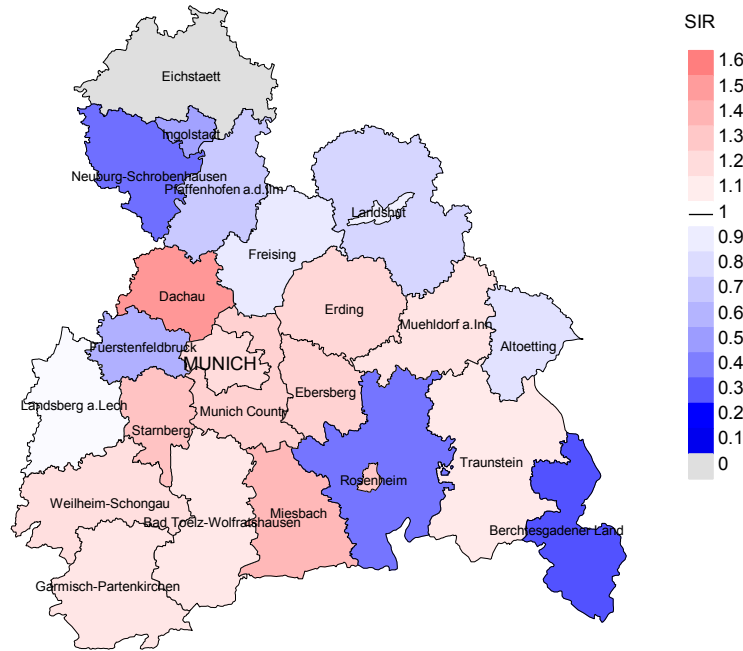 SIR
1.6
1.5
1.4
1.3
1.2
1.1
1
0.9
0.8
0.7
0.6
0.5
0.4
0.3
0.2
0.1
0
Eichstaett
Ingolstadt
Neuburg-Schrobenhausen
Pfaffenhofen a.d.Ilm
Landshut
Freising
Dachau
Erding
Muehldorf a.Inn
Fuerstenfeldbruck
Altoetting
MUNICH
Ebersberg
Landsberg a.Lech
Munich County
Starnberg
Traunstein
Rosenheim
Weilheim-Schongau
Miesbach
Bad Toelz-Wolfratshausen
Berchtesgadener Land
Garmisch-Partenkirchen